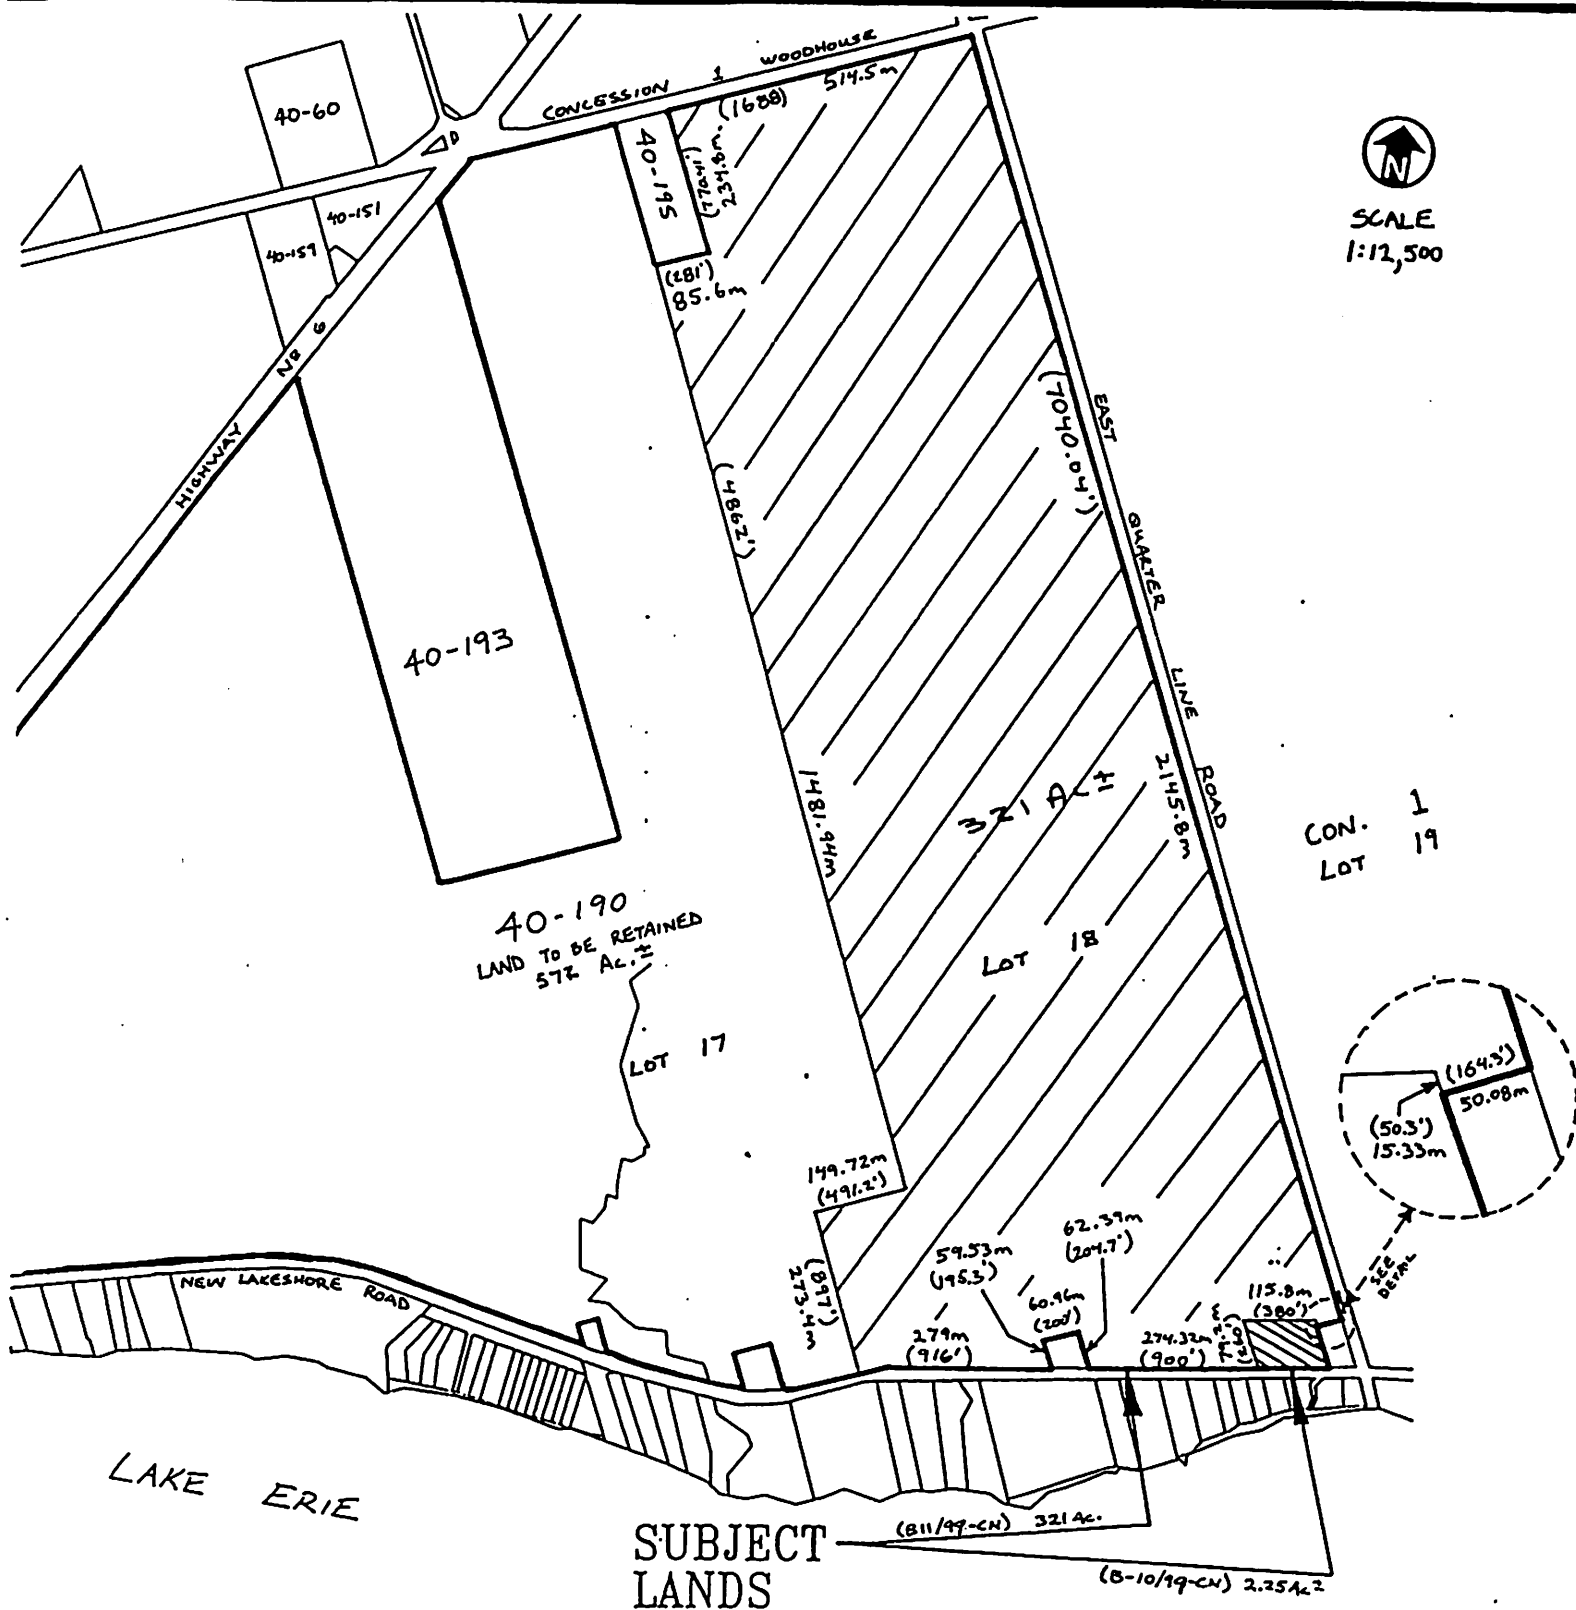 CONCESSION 1 WOODHOUSE
40-60
514.5m
(1688)
40-195
234.8m.
(770.41')
N
SCALE
1:12,500
40-151
40-159
(281')
85.6m
HIGHWAY No 6
EAST QUARTER LINE ROAD
(7040.04')
(4862')
40-193
2145.8m
1481.94m
321 Ac±
CON. 1
LOT 19
40-190
LAND TO BE RETAINED
572 Ac.±
LOT 18
LOT 17
(164.3')
50.08m
(50.3')
15.33m
149.72m
(491.2')
62.39m
(204.7')
59.53m
(195.3')
60.96m
(200')
SEE
DETAIL
115.8m
(380')
(897')
273.4m
NEW LAKESHORE ROAD
279m
(916')
274.32m
(900')
LAKE ERIE
SUBJECT
LANDS
(B11/99-CN) 321 Ac.
(B-10/99-CN) 2.25Ac±